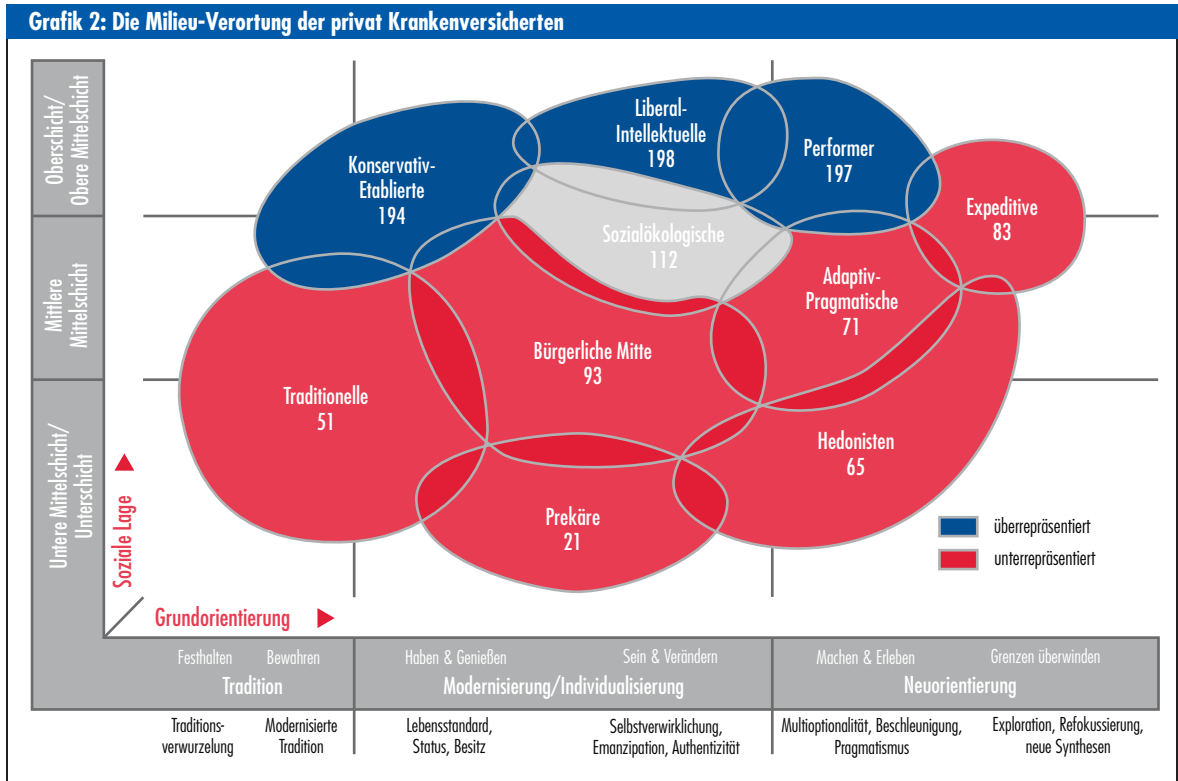 Grafik 2: Die Milieu-Verortung der privat Krankenversicherten
Oberschicht/
Obere Mittelschicht
Mittlere
Mittelschicht
Untere Mittelschicht/
Unterschicht
Soziale Lage
Konservativ-
Etablierte
194
Liberal-
Intellektuelle
198
Performer
197
Expeditive
83
Sozialökologische
112
Adaptiv-
Pragmatische
71
Bürgerliche Mitte
93
Traditionelle
51
Hedonisten
65
Prekäre
21
überrepräsentiert
unterrepräsentiert
Grundorientierung
Festhalten
Bewahren
Tradition
Haben & Genießen
Sein & Verändern
Modernisierung/Individualisierung
Machen & Erleben
Grenzen überwinden
Neuorientierung
Traditions-
verwurzelung
Modernisierte
Tradition
Lebensstandard,
Status, Besitz
Selbstverwirklichung,
Emanzipation, Authentizität
Multioptionalität, Beschleunigung,
Pragmatismus
Exploration, Refokussierung,
neue Synthesen